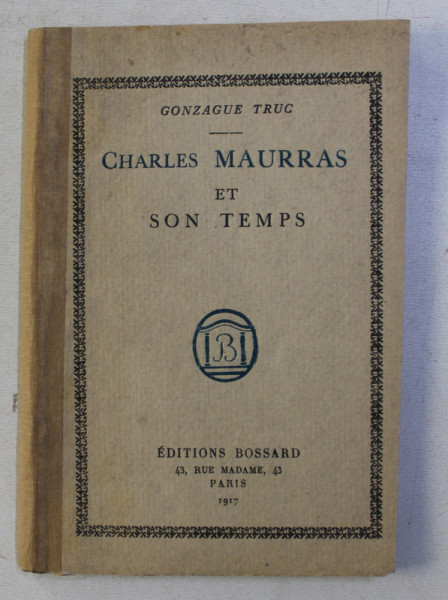 GONZAGUE TRUC
CHARLES MAURRAS
ET
SON TEMPS
B
ÉDITIONS BOSSARD
43, RUE MADAME, 43
PARIS
1917